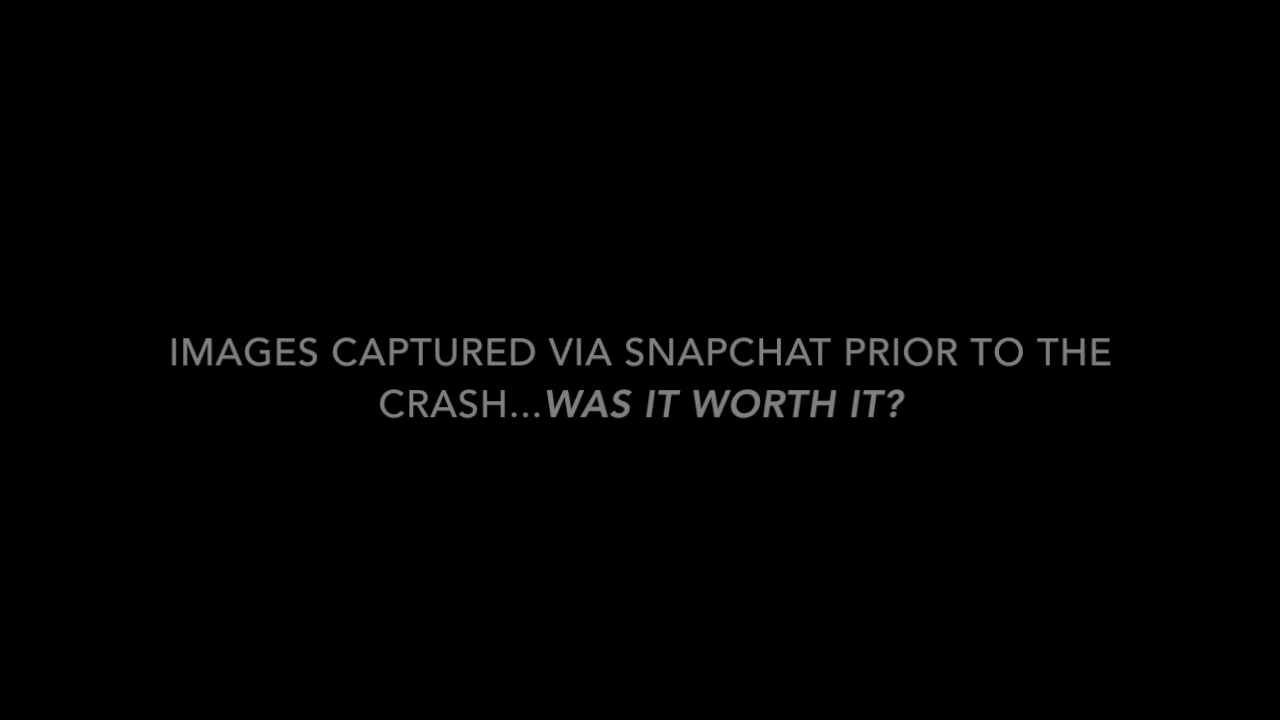 IMAGES CAPTURED VIA SNAPCHAT PRIOR TO THE
CRASH...WAS IT WORTH IT?